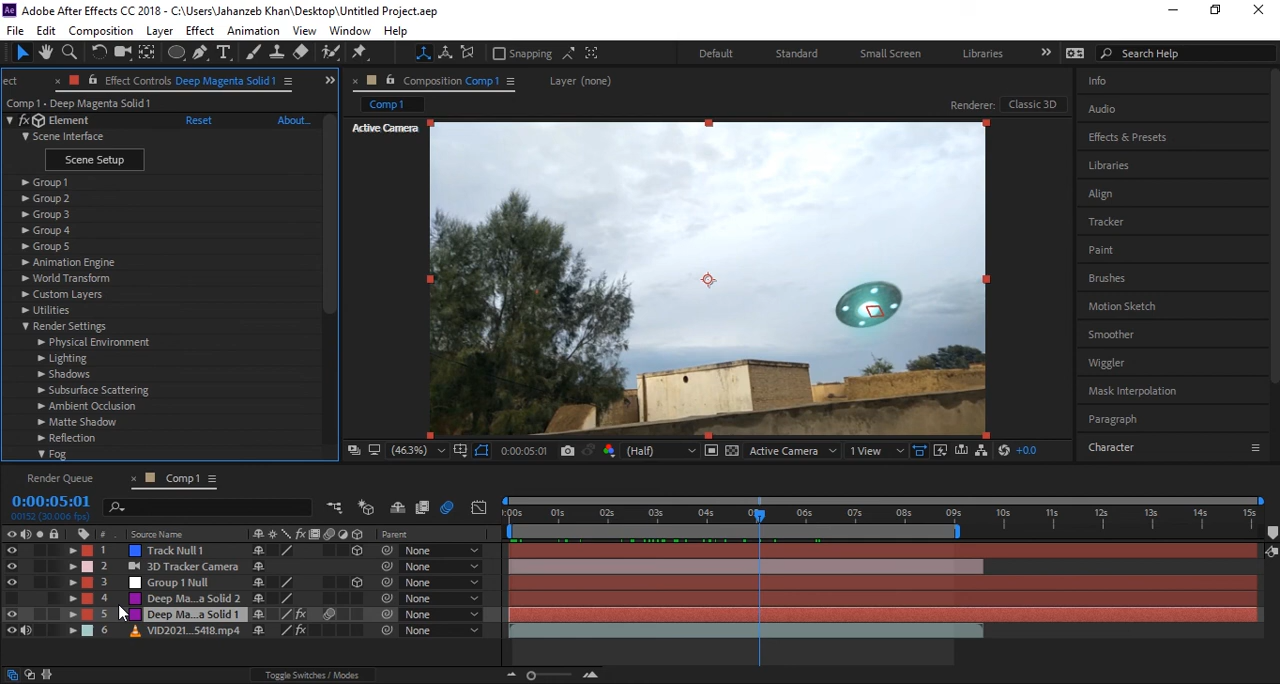 Ae Adobe After Effects CC 2018 - C:\Users\Jahanzeb Khan\Desktop\Untitled Project.aep
File Edit Composition Layer Effect Animation View Window Help
Snapping Default Standard Small Screen Libraries Search Help
ect Effect Controls Deep Magenta Solid 1 Composition Comp 1 Layer (none)
Comp 1 • Deep Magenta Solid 1 Comp 1 Renderer: Classic 3D
fx Element Reset About...
Active Camera
Scene Interface
Scene Setup
Group 1
Group 2
Group 3
Group 4
Group 5
Animation Engine
World Transform
Custom Layers
Utilities
Render Settings
Physical Environment
Lighting
Shadows
Subsurface Scattering
Ambient Occlusion
Matte Shadow
Reflection
Fog
(46.3%) 0:00:05:01 (Half) Active Camera 1 View +0.0
Info
Audio
Effects & Presets
Libraries
Align
Tracker
Paint
Brushes
Motion Sketch
Smoother
Wiggler
Mask Interpolation
Paragraph
Character
Render Queue Comp 1
0:00:05:01
00152 (30.006 fps)
:00s 01s 02s 03s 04s 05s 06s 07s 08s 09s 10s 11s 12s 13s 14s 15s
# Source Name fx Parent
1 Track Null 1 None
2 3D Tracker Camera None
3 Group 1 Null None
4 Deep Ma...a Solid 2 None
5 Deep Ma...a Solid 1 fx None
6 VID2021...5418.mp4 fx None
Toggle Switches / Modes